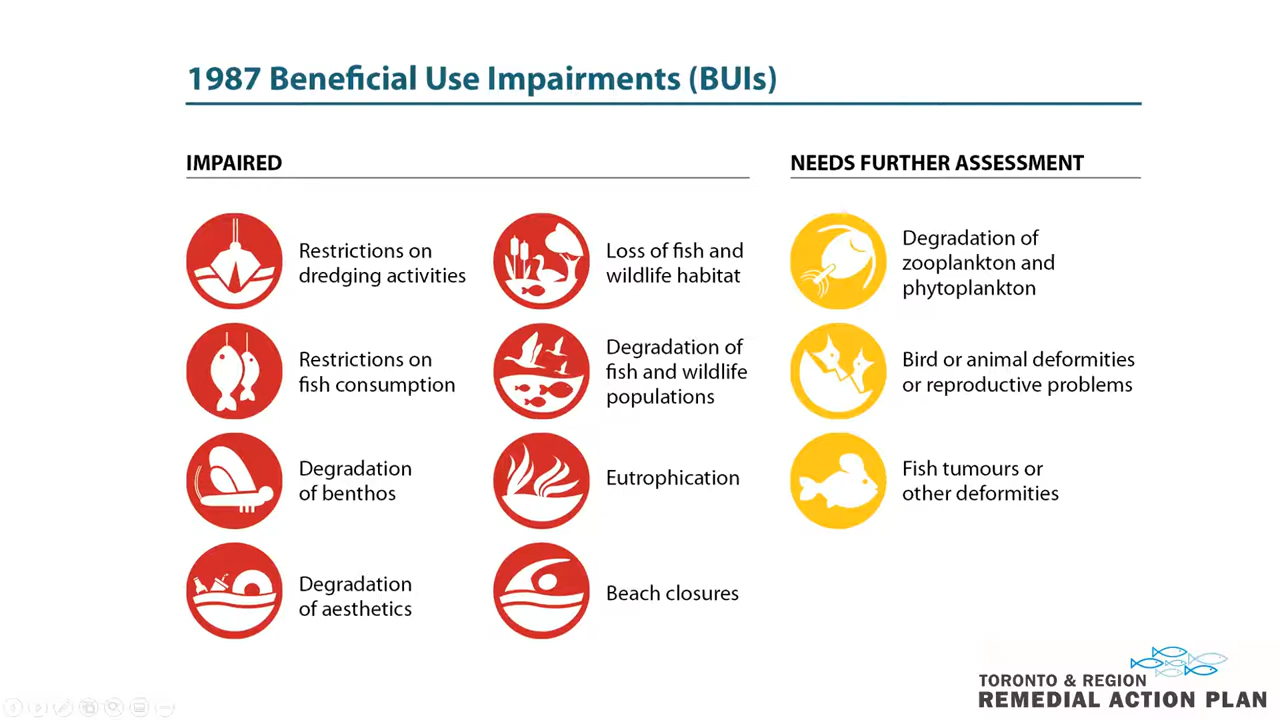 1987 Beneficial Use Impairments (BUIs)
IMPAIRED
Restrictions on
dredging activities
Restrictions on
fish consumption
Degradation
of benthos
Degradation
of aesthetics
Loss of fish and
wildlife habitat
Degradation of
fish and wildlife
populations
Eutrophication
Beach closures
NEEDS FURTHER ASSESSMENT
Degradation of
zooplankton and
phytoplankton
Bird or animal deformities
or reproductive problems
Fish tumours or
other deformities
TORONTO & REGION
REMEDIAL ACTION PLAN